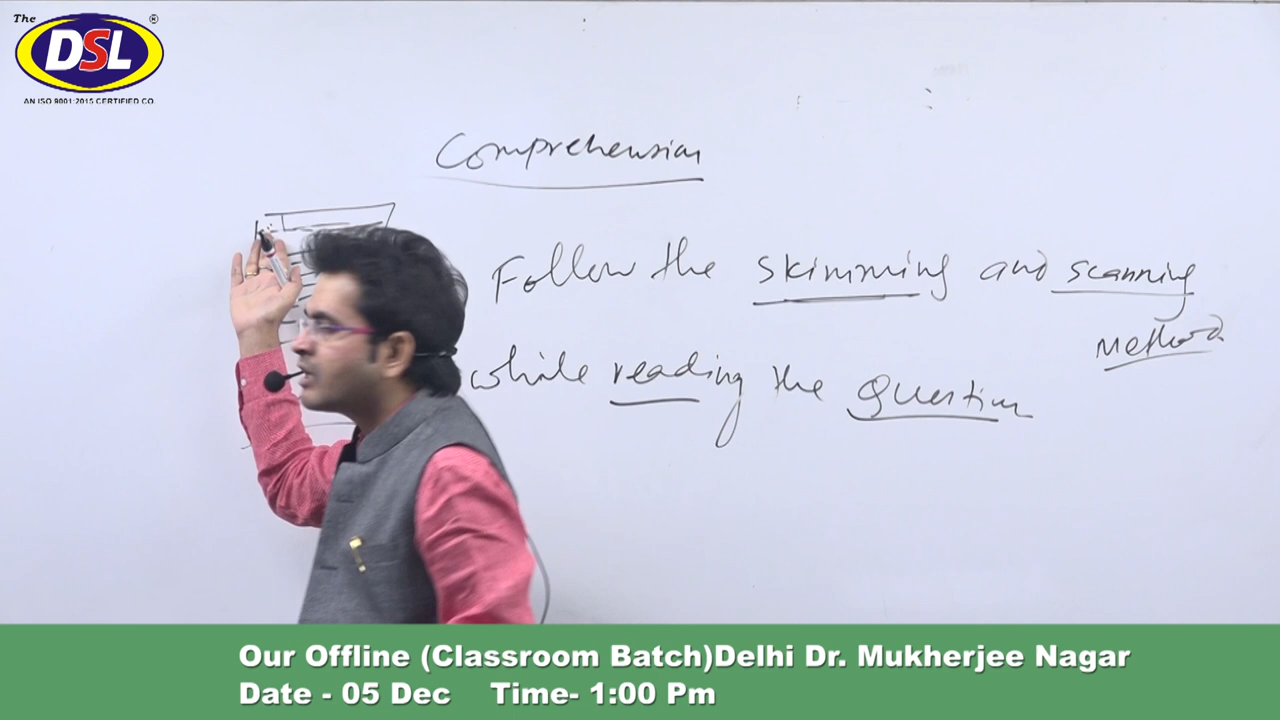 The
DSL
®
AN ISO 9001:2015 CERTIFIED CO.
Comprehension
Follow the skimming and scanning
method
while reading the Question
Our Offline (Classroom Batch)Delhi Dr. Mukherjee Nagar
Date - 05 Dec Time- 1:00 Pm